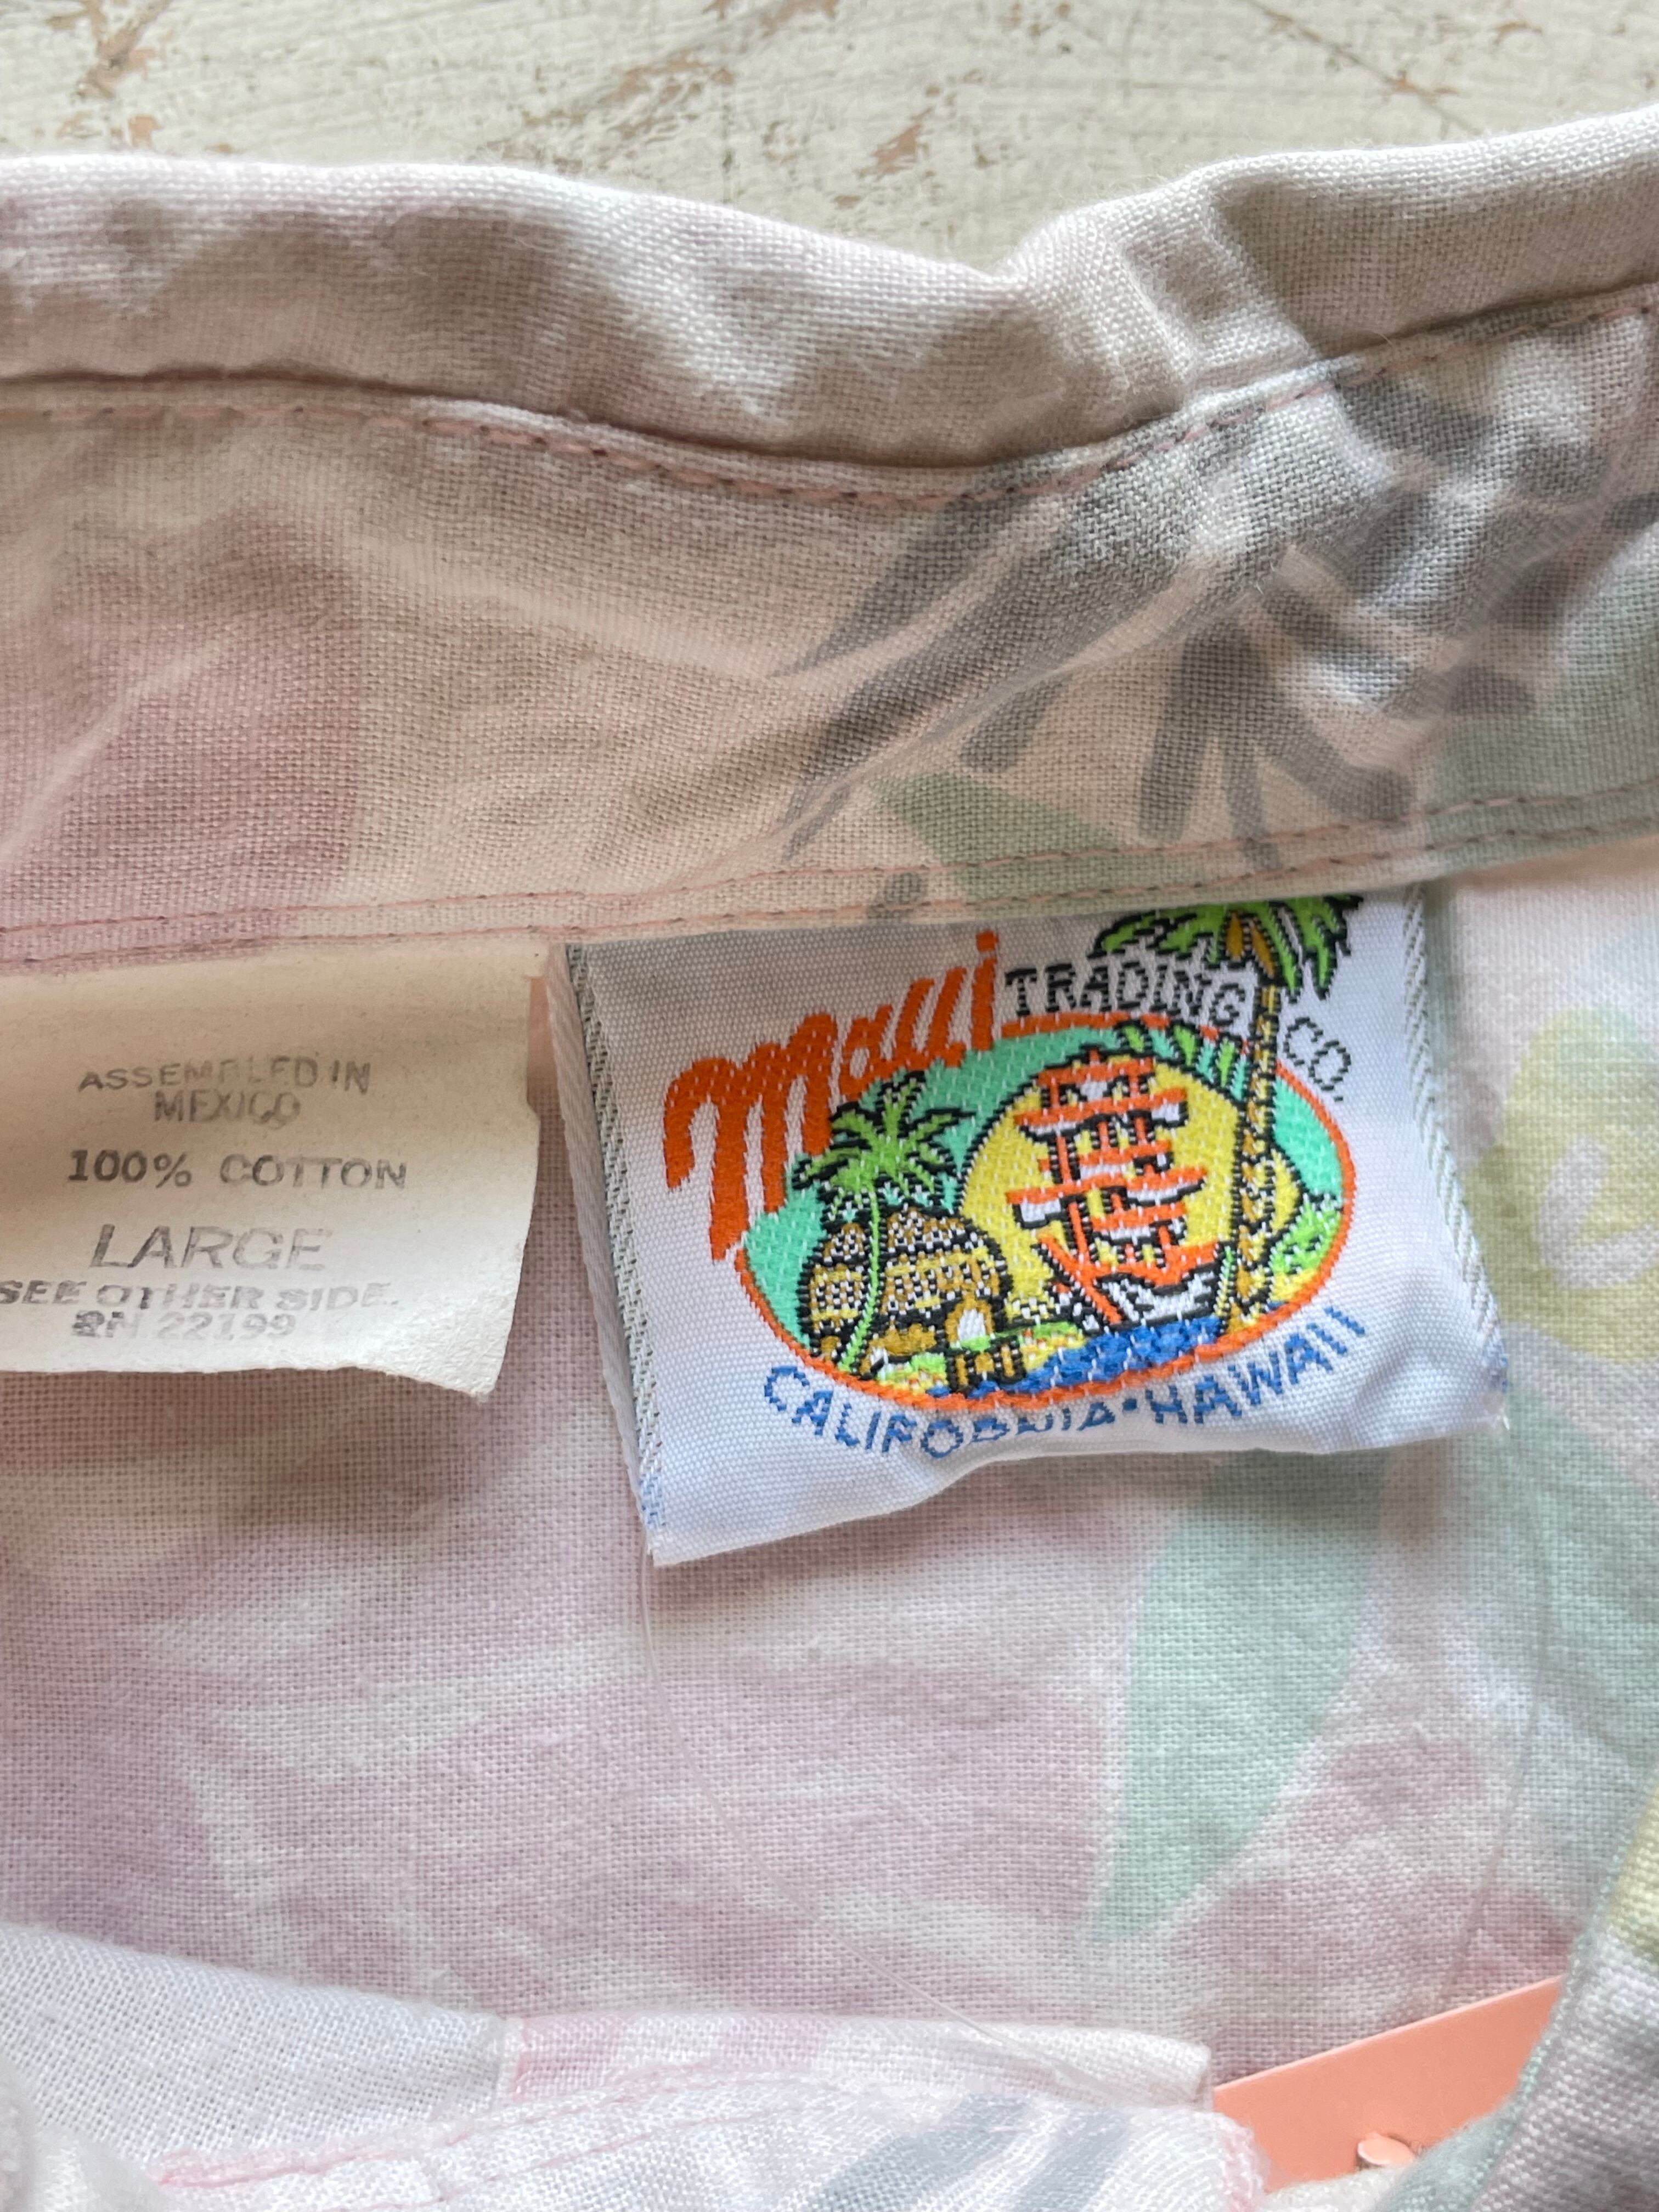 ASSEMBLED IN
MEXICO
100% COTTON
LARGE
SEE OTHER SIDE.
RN 22199
Maui TRADING CO.
CALIFORNIA • HAWAII